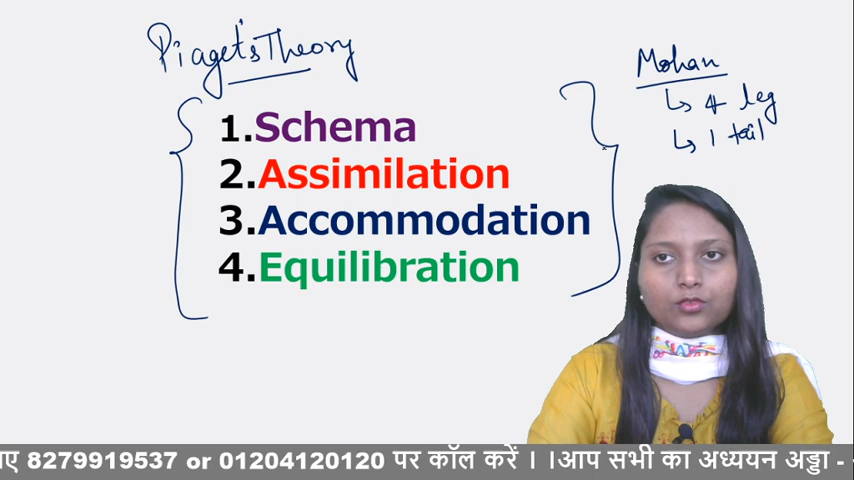 Piaget's Theory
1.Schema
2.Assimilation
3.Accommodation
4.Equilibration
Mohan
↳ 4 leg
↳ 1 tail
ए 8279919537 or 01204120120 पर कॉल करें । ।आप सभी का अध्ययन अड्डा -